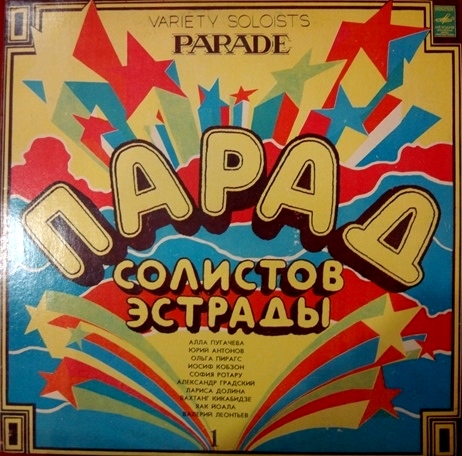 VARIETY SOLOISTS
PARADE
ПАРАД
СОЛИСТОВ
ЭСТРАДЫ
АЛЛА ПУГАЧЕВА
ЮРИЙ АНТОНОВ
ОЛЬГА ПИРАГС
ИОСИФ КОБЗОН
СОФИЯ РОТАРУ
АЛЕКСАНДР ГРАДСКИЙ
ЛАРИСА ДОЛИНА
ВАХТАНГ КИКАБИДЗЕ
ЯАК ЙОАЛА
ВАЛЕРИЙ ЛЕОНТЬЕВ
1